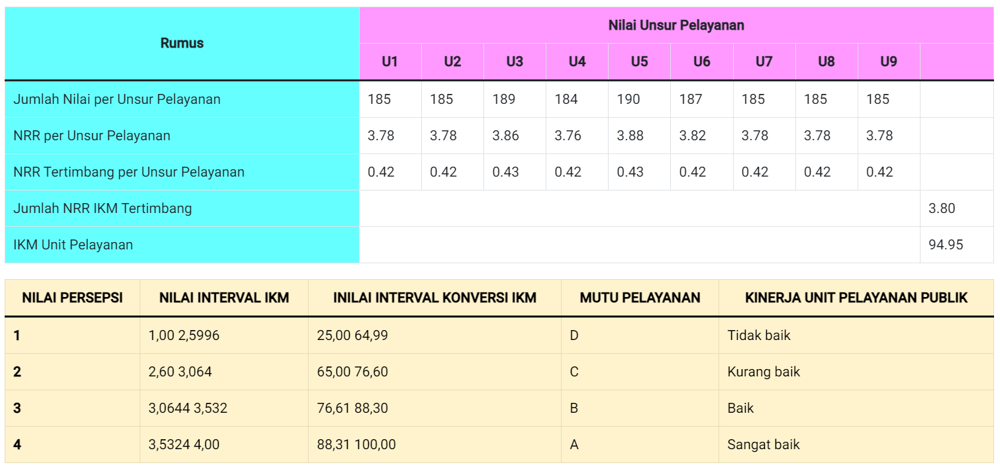 Rumus Nilai Unsur Pelayanan
U1 U2 U3 U4 U5 U6 U7 U8 U9
Jumlah Nilai per Unsur Pelayanan 185 185 189 184 190 187 185 185 185
NRR per Unsur Pelayanan 3.78 3.78 3.86 3.76 3.88 3.82 3.78 3.78 3.78
NRR Tertimbang per Unsur Pelayanan 0.42 0.42 0.43 0.42 0.43 0.42 0.42 0.42 0.42
Jumlah NRR IKM Tertimbang 3.80
IKM Unit Pelayanan 94.95
NILAI PERSEPSI NILAI INTERVAL IKM INILAI INTERVAL KONVERSI IKM MUTU PELAYANAN KINERJA UNIT PELAYANAN PUBLIK
1 1,00 2,5996 25,00 64,99 D Tidak baik
2 2,60 3,064 65,00 76,60 C Kurang baik
3 3,0644 3,532 76,61 88,30 B Baik
4 3,5324 4,00 88,31 100,00 A Sangat baik